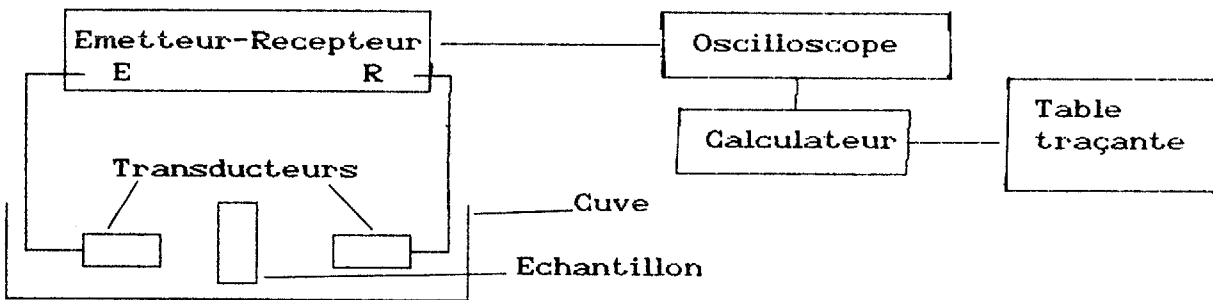 Emetteur-Recepteur
E R
Oscilloscope
Calculateur
Table
traçante
Transducteurs
Cuve
Echantillon